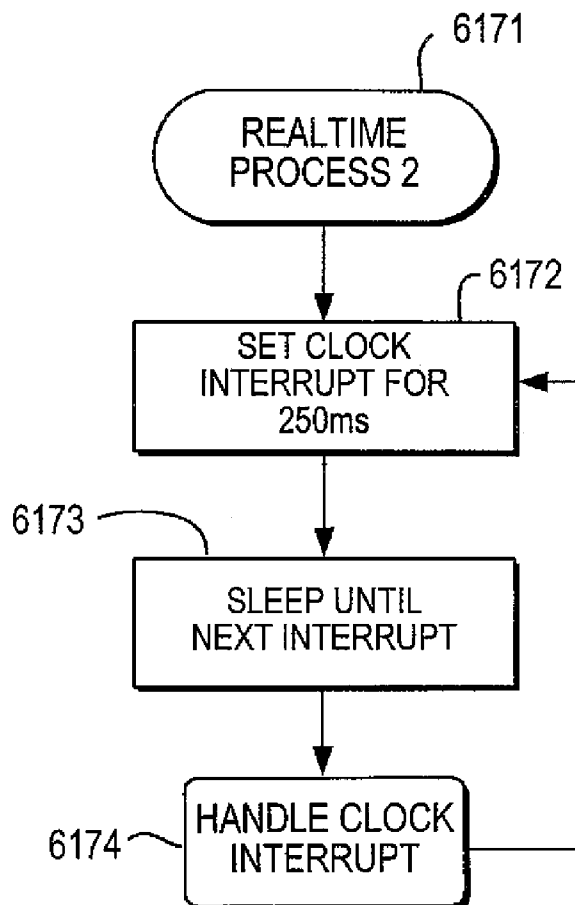 6171
REALTIME
PROCESS 2
6172
SET CLOCK
INTERRUPT FOR
250ms
6173
SLEEP UNTIL
NEXT INTERRUPT
6174
HANDLE CLOCK
INTERRUPT